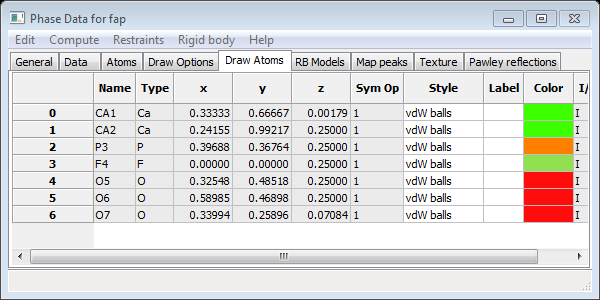 Phase Data for fap
Edit Compute Restraints Rigid body Help
General Data Atoms Draw Options Draw Atoms RB Models Map peaks Texture Pawley reflections
Name Type x y z Sym Op Style Label Color I/
0 CA1 Ca 0.33333 0.66667 0.00179 1 vdW balls I
1 CA2 Ca 0.24155 0.99217 0.25000 1 vdW balls I
2 P3 P 0.39688 0.36764 0.25000 1 vdW balls I
3 F4 F 0.00000 0.00000 0.25000 1 vdW balls I
4 O5 O 0.32548 0.48518 0.25000 1 vdW balls I
5 O6 O 0.58985 0.46898 0.25000 1 vdW balls I
6 O7 O 0.33994 0.25896 0.07084 1 vdW balls I